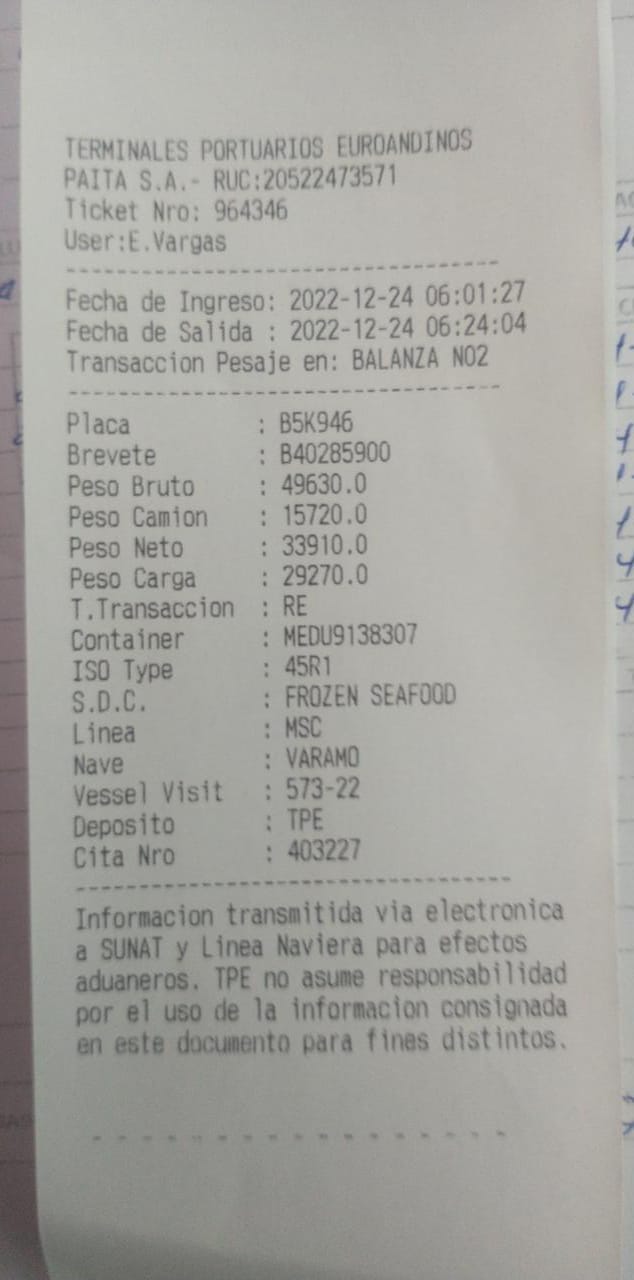 TERMINALES PORTUARIOS EUROANDINOS
PAITA S.A.- RUC:20522473571
Ticket Nro: 964346
User:E.Vargas
Fecha de Ingreso: 2022-12-24 06:01:27
Fecha de Salida : 2022-12-24 06:24:04
Transaccion Pesaje en: BALANZA NO2
Placa : B5K946
Brevete : B40285900
Peso Bruto : 49630.0
Peso Camion : 15720.0
Peso Neto : 33910.0
Peso Carga : 29270.0
T.Transaccion : RE
Container : MEDU9138307
ISO Type : 45R1
S.D.C. : FROZEN SEAFOOD
Linea : MSC
Nave : VARAMO
Vessel Visit : 573-22
Deposito : TPE
Cita Nro : 403227
Informacion transmitida via electronica
a SUNAT y Linea Naviera para efectos
aduaneros. TPE no asume responsabilidad
por el uso de la informacion consignada
en este documento para fines distintos.